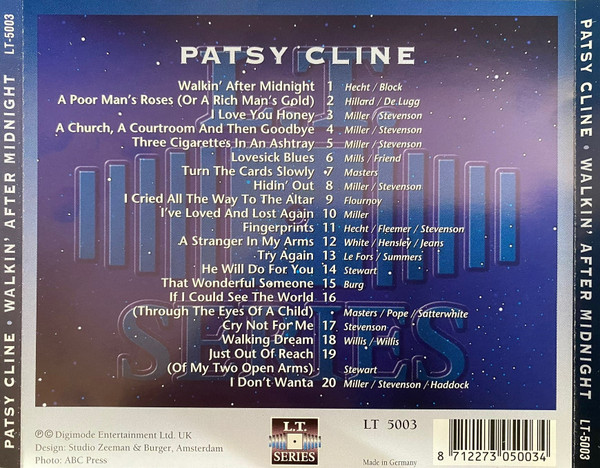 PATSY CLINE • WALKIN' AFTER MIDNIGHT LT-5003
PATSY CLINE
Walkin' After Midnight 1 Hecht / Block
A Poor Man's Roses (Or A Rich Man's Gold) 2 Hillard / De Lugg
I Love You Honey 3 Miller / Stevenson
A Church, A Courtroom And Then Goodbye 4 Miller / Stevenson
Three Cigarettes In An Ashtray 5 Miller / Stevenson
Lovesick Blues 6 Mills / Friend
Turn The Cards Slowly 7 Masters
Hidin' Out 8 Miller / Stevenson
I Cried All The Way To The Altar 9 Flournoy
I've Loved And Lost Again 10 Miller
Fingerprints 11 Hecht / Fleemer / Stevenson
A Stranger In My Arms 12 White / Hensley / Jeans
Try Again 13 Le Fors / Summers
He Will Do For You 14 Stewart
That Wonderful Someone 15 Burg
If I Could See The World 16
(Through The Eyes Of A Child) Masters / Pope / Satterwhite
Cry Not For Me 17 Stevenson
Walking Dream 18 Willis / Willis
Just Out Of Reach 19
(Of My Two Open Arms) Stewart
I Don't Wanta 20 Miller / Stevenson / Haddock
L.T.
SERIES
℗© Digimode Entertainment Ltd. UK
Design: Studio Zeeman & Burger, Amsterdam
Photo: ABC Press
L.T.
SERIES
LT 5003
Made in Germany
8 712273 050034
PATSY CLINE • WALKIN' AFTER MIDNIGHT LT-5003